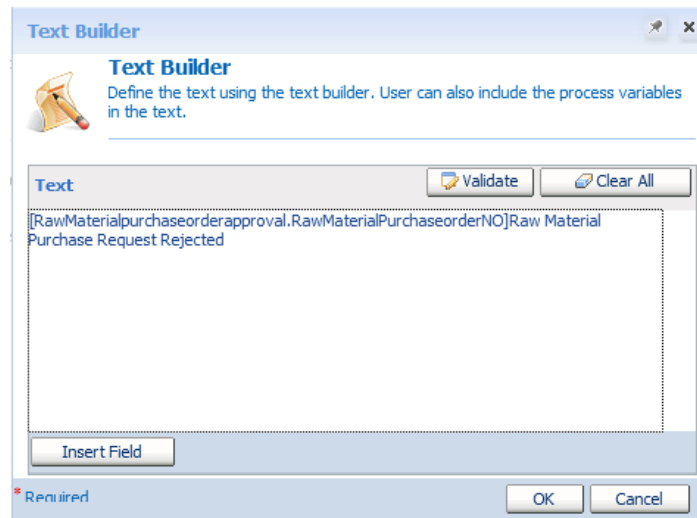 Text Builder
Text Builder
Define the text using the text builder. User can also include the process variables
in the text.
Text
Validate
Clear All
[RawMaterialpurchaseorderapproval.RawMaterialPurchaseorderNO]Raw Material
Purchase Request Rejected
Insert Field
* Required
OK
Cancel